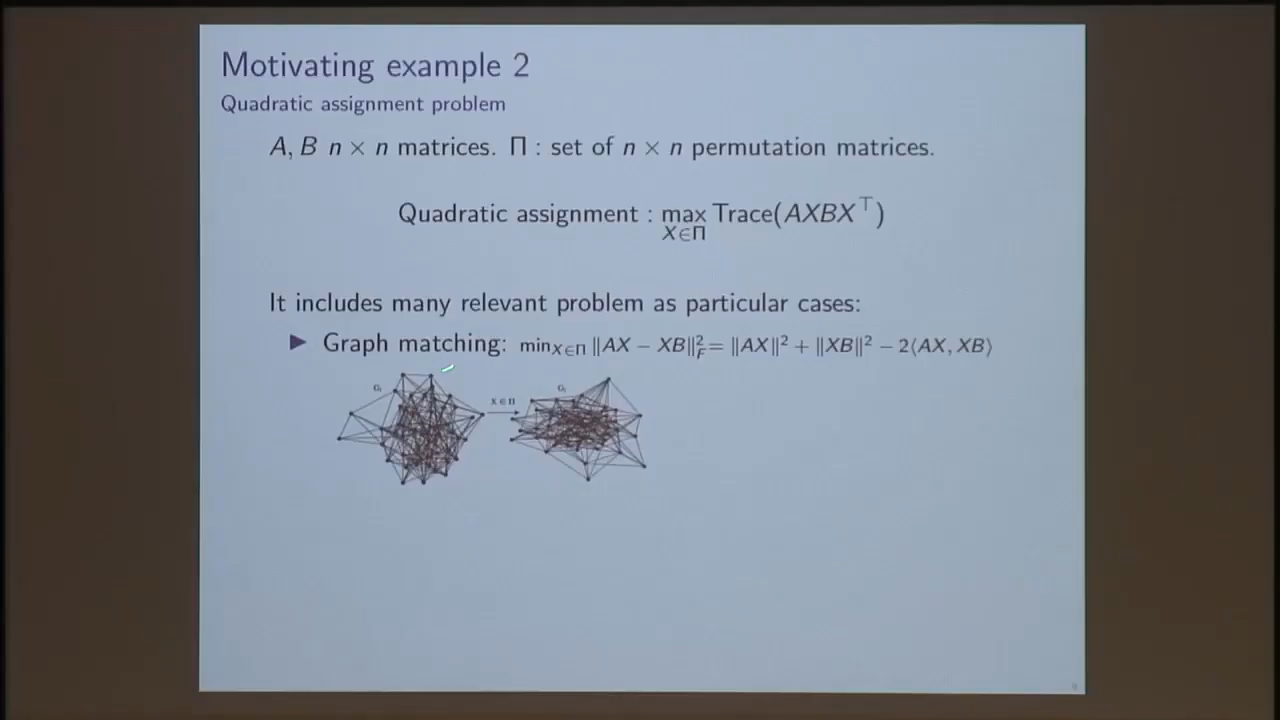 Motivating example 2
Quadratic assignment problem
A, B n × n matrices. Π : set of n × n permutation matrices.
Quadratic assignment : max Trace(AXBX⊤)
X∈Π
It includes many relevant problem as particular cases:
▶ Graph matching: min_{X∈Π} ‖AX − XB‖²_F = ‖AX‖² + ‖XB‖² − 2⟨AX, XB⟩
X ∈ Π